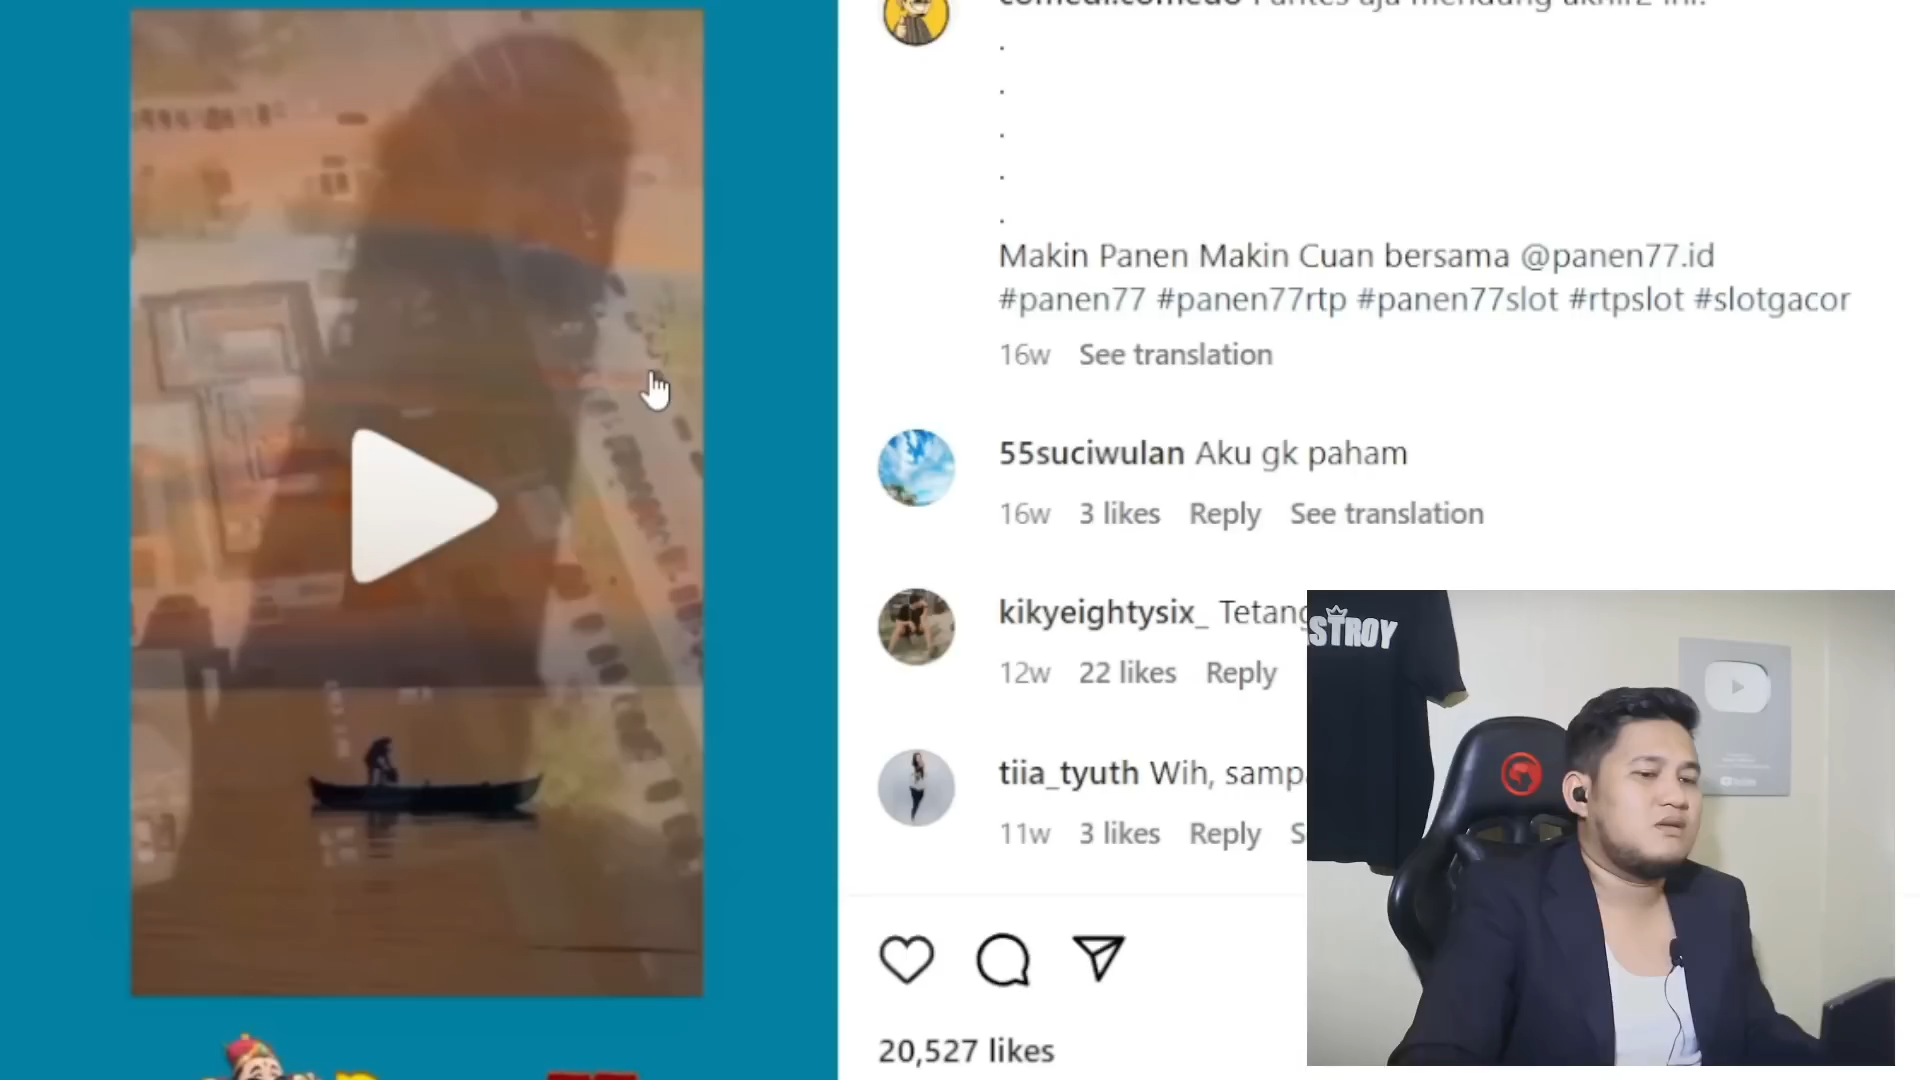 .
.
.
.
.
Makin Panen Makin Cuan bersama @panen77.id
#panen77 #panen77rtp #panen77slot #rtpslot #slotgacor
16w See translation
55suciwulan Aku gk paham
16w 3 likes Reply See translation
kikyeightysix_
12w 22 likes Reply
tiia_tyuth Wih,
11w 3 likes Reply
STROY
20,527 likes